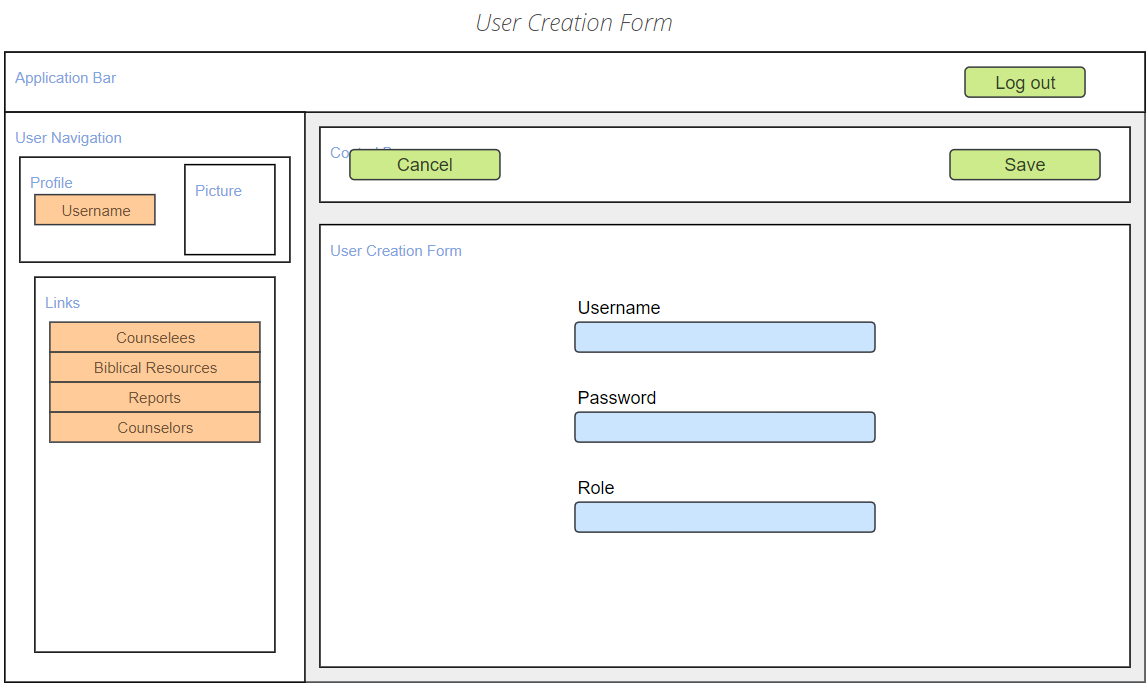 User Creation Form
Application Bar
Log out
User Navigation
Profile
Username
Picture
Links
Counselees
Biblical Resources
Reports
Counselors
Cancel
Save
User Creation Form
Username
Password
Role